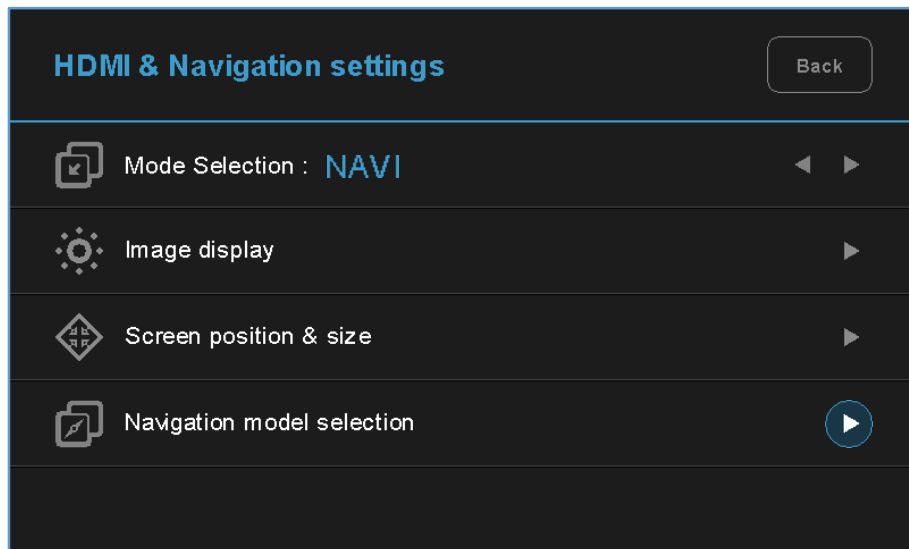 HDMI & Navigation settings
Back
Mode Selection : NAVI
Image display
Screen position & size
Navigation model selection